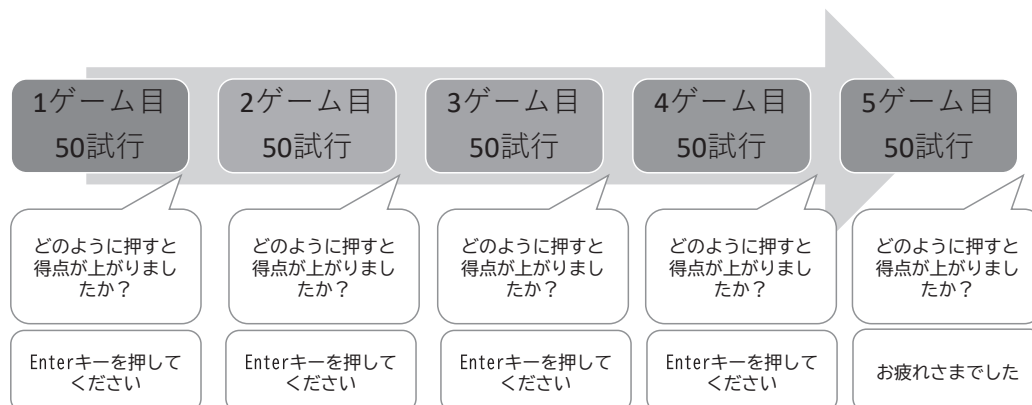 1ゲーム目
50試行
2ゲーム目
50試行
3ゲーム目
50試行
4ゲーム目
50試行
5ゲーム目
50試行
どのように押すと
得点が上がりまし
たか？
どのように押すと
得点が上がりまし
たか？
どのように押すと
得点が上がりまし
たか？
どのように押すと
得点が上がりまし
たか？
どのように押すと
得点が上がりまし
たか？
Enterキーを押して
ください
Enterキーを押して
ください
Enterキーを押して
ください
Enterキーを押して
ください
お疲れさまでした